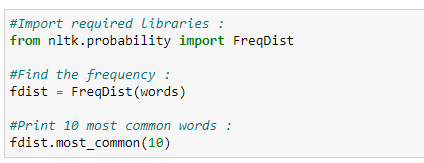 #Import required libraries :
from nltk.probability import FreqDist
#Find the frequency :
fdist = FreqDist(words)
#Print 10 most common words :
fdist.most_common(10)